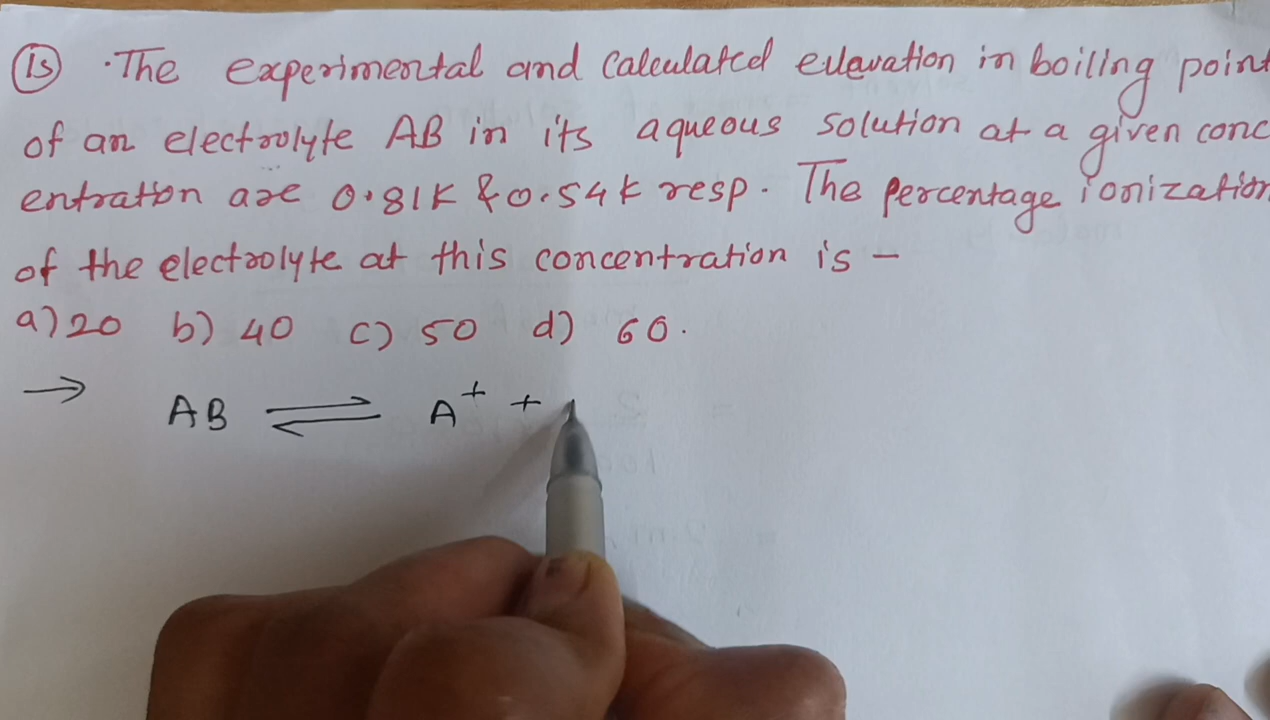 (13) The experimental and calculated eilevation in boiling point
of an electrolyte AB in its aqueous solution at a given conc
entration are 0.81K & 0.54K resp. The percentage ionization
of the electrolyte at this concentration is -
a) 20 b) 40 c) 50 d) 60.
→ AB ⇌ A⁺ +